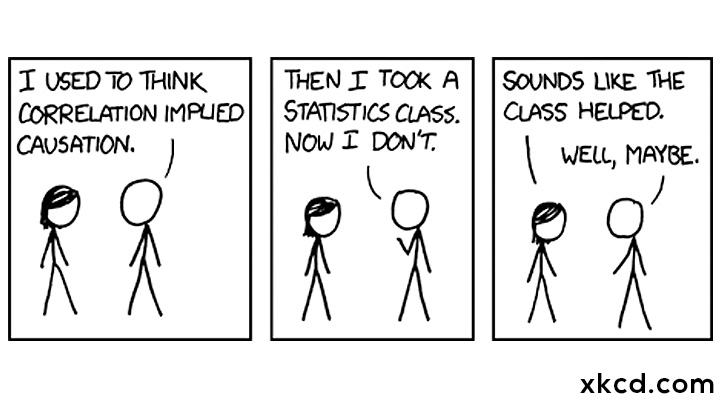 I USED TO THINK
CORRELATION IMPLIED
CAUSATION.
THEN I TOOK A
STATISTICS CLASS.
NOW I DON'T.
SOUNDS LIKE THE
CLASS HELPED.
WELL, MAYBE.
xkcd.com